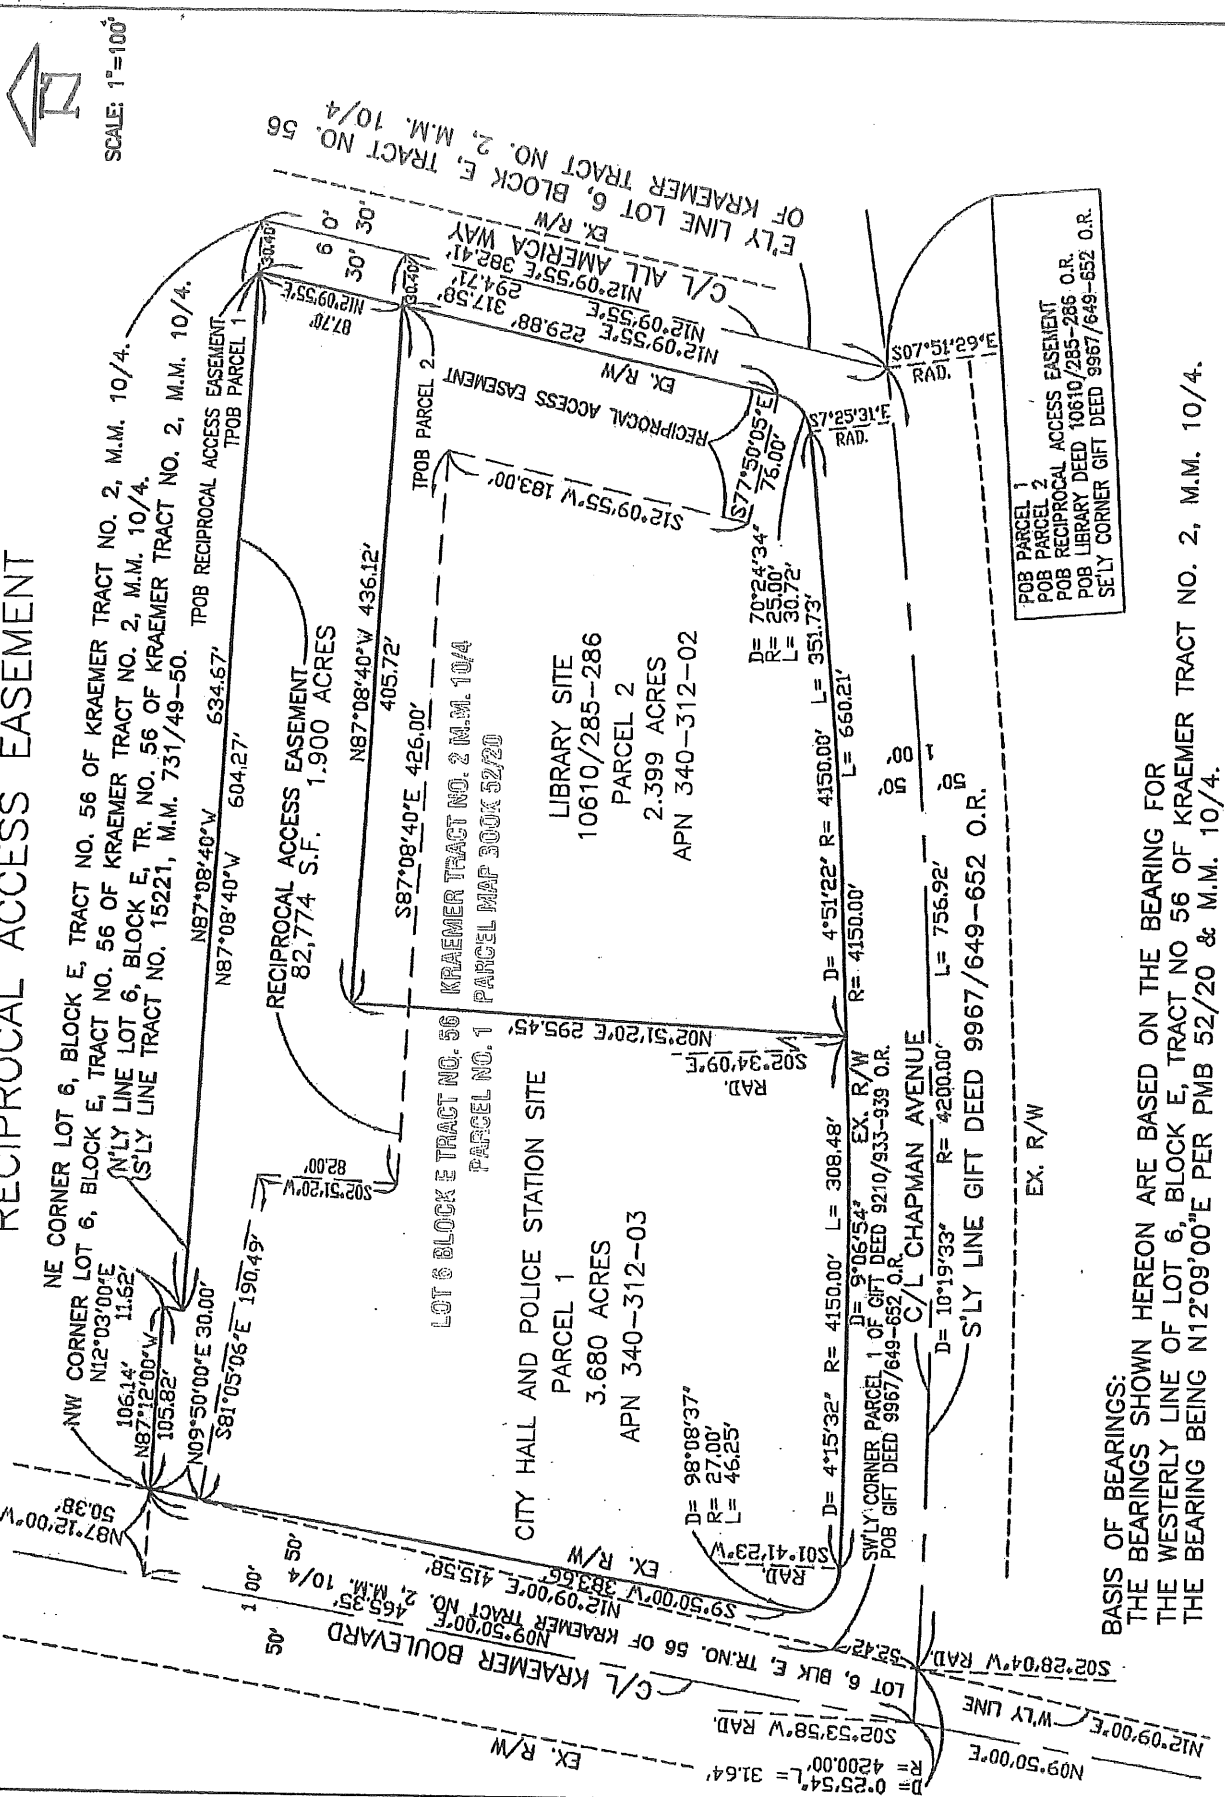 RECIPROCAL ACCESS EASEMENT
SCALE: 1"=100'
NE CORNER LOT 6, BLOCK E, TRACT NO. 56 OF KRAEMER TRACT NO. 2, M.M. 10/4.
NW CORNER LOT 6, BLOCK E, TRACT NO. 56 OF KRAEMER TRACT NO. 2, M.M. 10/4.
(N'LY LINE LOT 6, BLOCK E, TR. NO. 56 OF KRAEMER TRACT NO. 2, M.M. 10/4.
(S'LY LINE TRACT NO. 15221, M.M. 731/49-50.
N12°03'00"E
11.62'
106.14'
N87°12'00"W
105.82'
N87°12'00"W
50.38'
N09°50'00"E 30.00'
S81°05'06"E 190.49'
S02°51'20"W
82.00'
N87°08'40"W 634.67'
N87°08'40"W 604.27'
TPOB RECIPROCAL ACCESS EASEMENT
TPOB PARCEL 1
30.40'
6 0'
30' 30'
N12°09'55"E
87.70'
30.40'
RECIPROCAL ACCESS EASEMENT
82,774 S.F. 1.900 ACRES
N87°08'40"W 436.12'
405.72'
TPOB PARCEL 2
S87°08'40"E 426.00'
LOT 6 BLOCK E TRACT NO. 56 KRAEMER TRACT NO. 2 M.M. 10/4
PARCEL NO. 1 PARCEL MAP BOOK 52/20
E'LY LINE LOT 6, BLOCK E, TRACT NO. 56
OF KRAEMER TRACT NO. 2, M.M. 10/4
EX. R/W
C/L ALL AMERICA WAY
N12°09'55"E 382.41'
294.71'
N12°09'55"E
317.58'
N12°09'55"E 229.88'
EX. R/W
RECIPROCAL ACCESS EASEMENT
S12°09'55"W 183.00'
S77°50'05"E
76.00'
S7°25'31"E
RAD.
S07°51'29"E
RAD.
D= 70°24'34"
R= 25.00'
L= 30.72'
LIBRARY SITE
10610/285-286
PARCEL 2
2.399 ACRES
APN 340-312-02
N02°51'20"E 295.45'
S02°34'09"E
RAD.
CITY HALL AND POLICE STATION SITE
PARCEL 1
3.680 ACRES
APN 340-312-03
D= 98°08'37"
R= 27.00'
L= 46.25'
S01°41'23"W
RAD.
D= 4°15'32" R= 4150.00' L= 308.48'
D= 4°51'22" R= 4150.00' L= 351.73'
D= 9°06'54" R= 4150.00' L= 660.21'
EX. R/W
SW'LY CORNER PARCEL 1 OF GIFT DEED 9210/933-939 O.R.
POB GIFT DEED 9967/649-652 O.R.
C/L CHAPMAN AVENUE
D= 10°19'33" R= 4200.00' L= 756.92'
S'LY LINE GIFT DEED 9967/649-652 O.R.
50'
1 00'
50'
EX. R/W
POB PARCEL 1
POB PARCEL 2
POB RECIPROCAL ACCESS EASEMENT
POB LIBRARY DEED 10610/285-286 O.R.
SE'LY CORNER GIFT DEED 9967/649-652 O.R.
EX. R/W
S9°50'00"W 383.66'
N12°09'00"E 415.58'
LOT 6, BLK E, TR.NO. 56 OF KRAEMER TRACT NO. 2, M.M. 10/4
N09°50'00"E 465.35'
C/L KRAEMER BOULEVARD
1 00'
50'
50'
EX. R/W
52.42'
S02°53'58"W RAD.
D= 0°25'54"
R= 4200.00'
L= 31.64'
S02°28'04"W RAD.
W'LY LINE
N12°09'00"E
N09°50'00"E
BASIS OF BEARINGS:
THE BEARINGS SHOWN HEREON ARE BASED ON THE BEARING FOR
THE WESTERLY LINE OF LOT 6, BLOCK E, TRACT NO 56 OF KRAEMER TRACT NO. 2, M.M. 10/4.
THE BEARING BEING N12°09'00"E PER PMB 52/20 & M.M. 10/4.